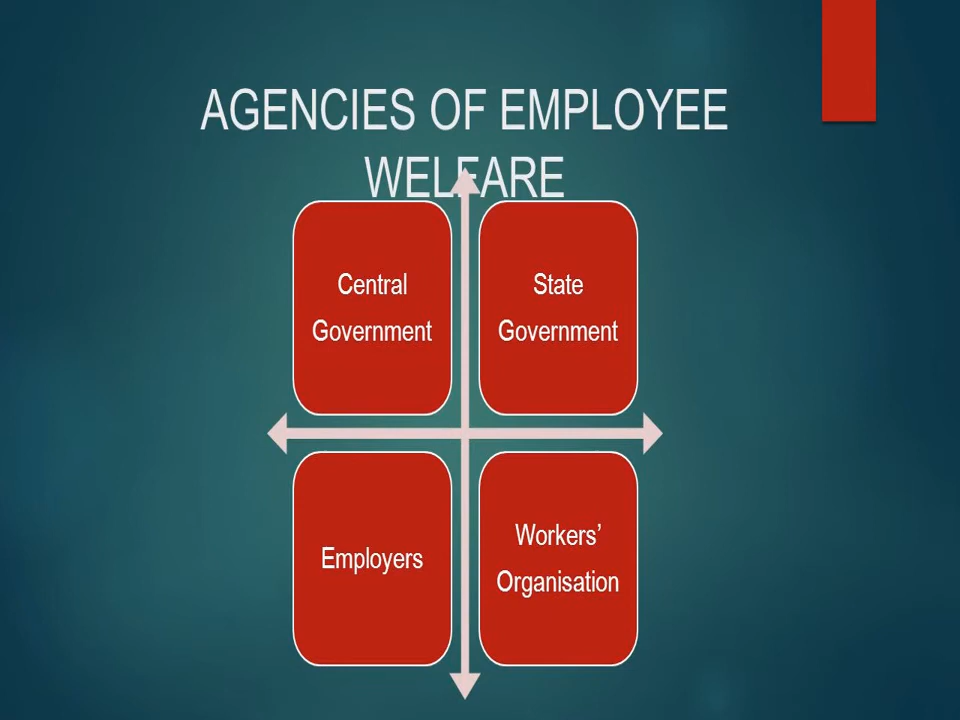 AGENCIES OF EMPLOYEE
WELFARE
Central
Government
State
Government
Employers
Workers’
Organisation